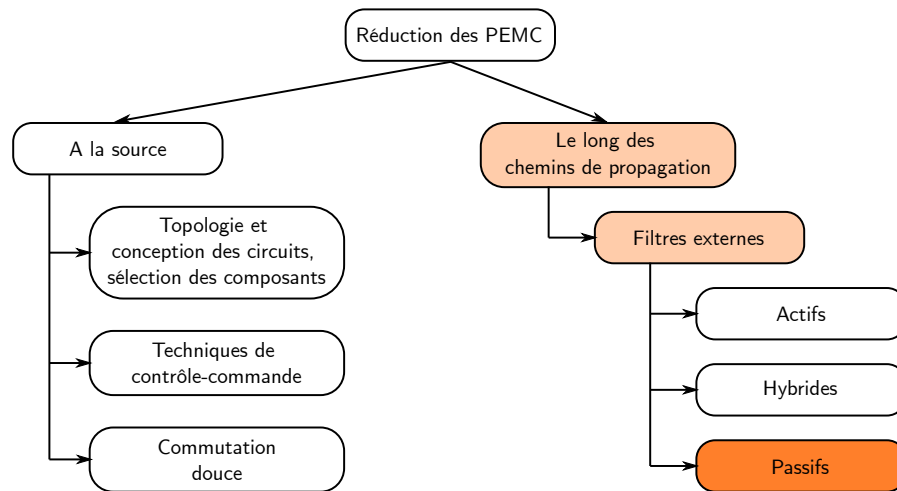 Réduction des PEMC
A la source
Topologie et
conception des circuits,
sélection des composants
Techniques de
contrôle-commande
Commutation
douce
Le long des
chemins de propagation
Filtres externes
Actifs
Hybrides
Passifs